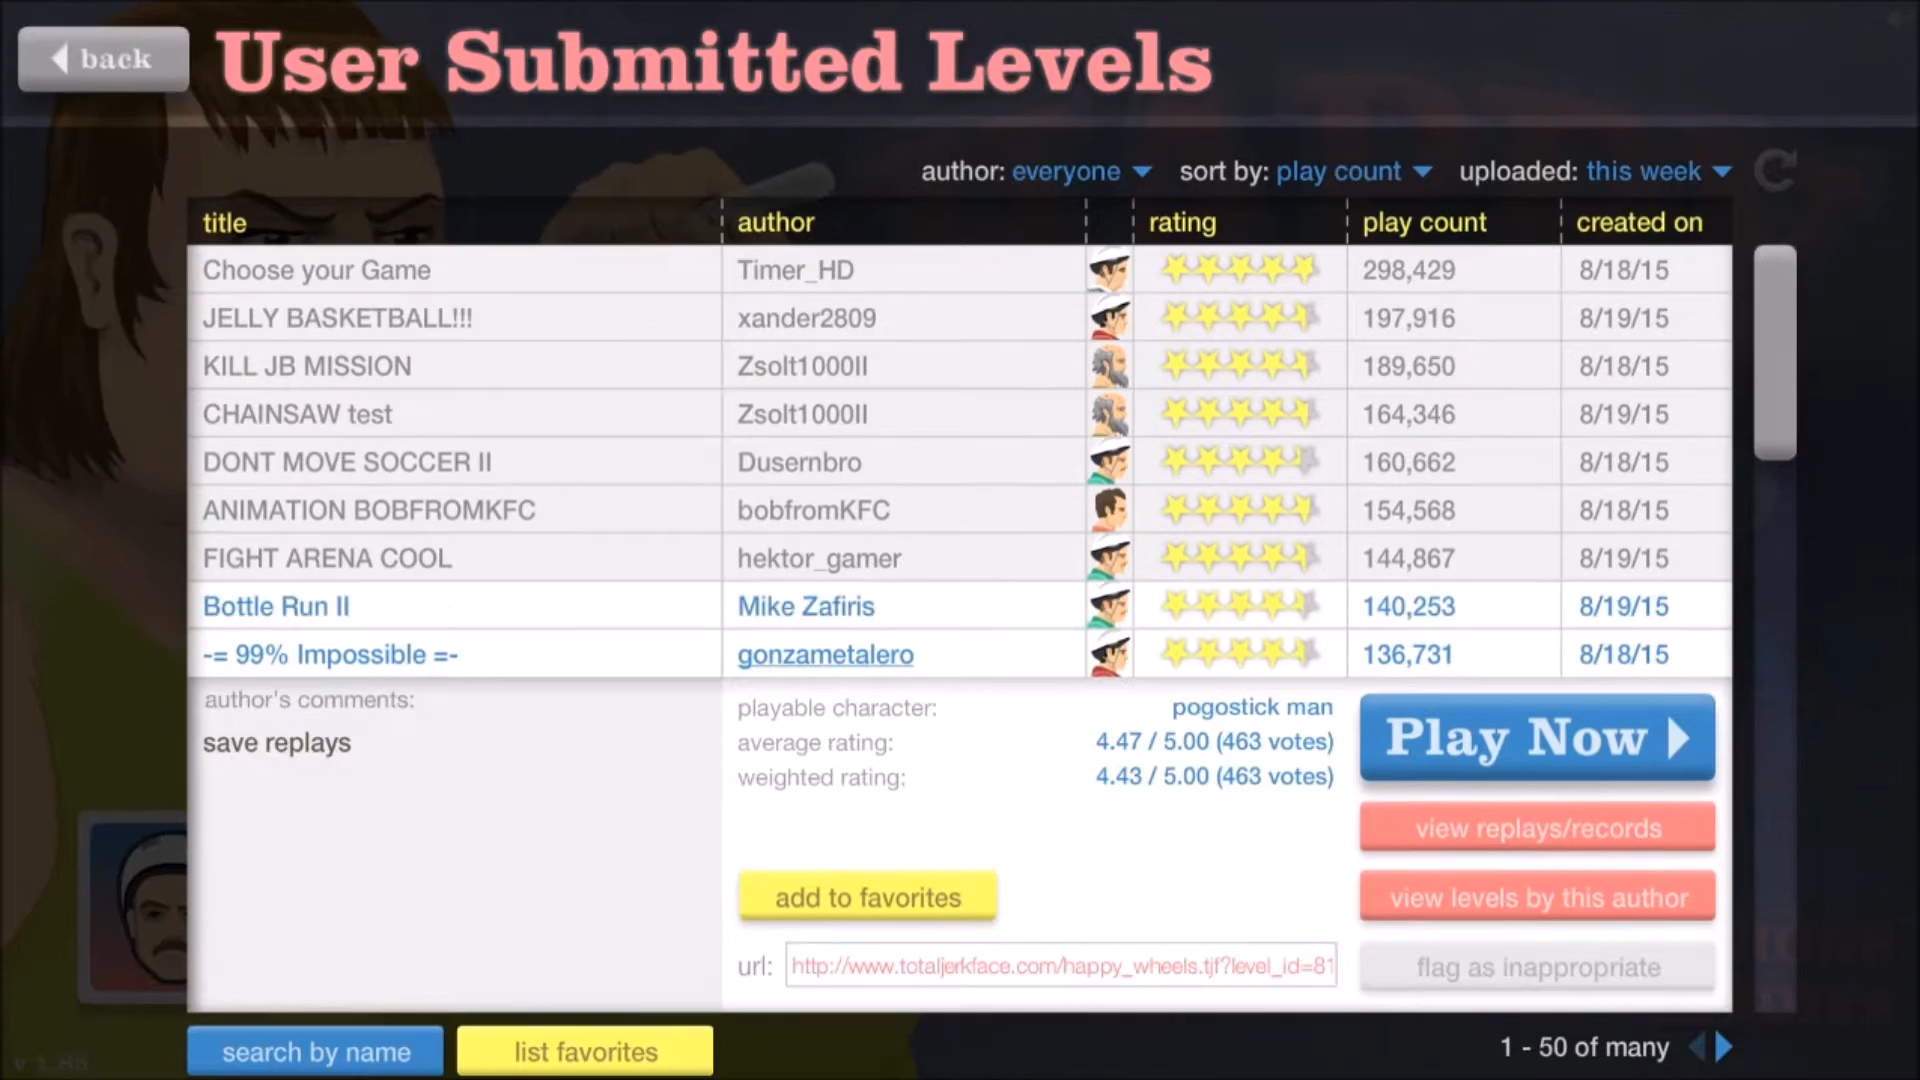 back
User Submitted Levels
author: everyone sort by: play count uploaded: this week
title author rating play count created on
Choose your Game Timer_HD 298,429 8/18/15
JELLY BASKETBALL!!! xander2809 197,916 8/19/15
KILL JB MISSION Zsolt1000II 189,650 8/18/15
CHAINSAW test Zsolt1000II 164,346 8/19/15
DONT MOVE SOCCER II Dusernbro 160,662 8/18/15
ANIMATION BOBFROMKFC bobfromKFC 154,568 8/18/15
FIGHT ARENA COOL hektor_gamer 144,867 8/19/15
Bottle Run II Mike Zafiris 140,253 8/19/15
-= 99% Impossible =- gonzametalero 136,731 8/18/15
author's comments:
save replays
playable character: pogostick man
average rating: 4.47 / 5.00 (463 votes)
weighted rating: 4.43 / 5.00 (463 votes)
Play Now
view replays/records
add to favorites
view levels by this author
url: http://www.totaljerkface.com/happy_wheels.tjf?level_id=81
flag as inappropriate
search by name list favorites
1 - 50 of many